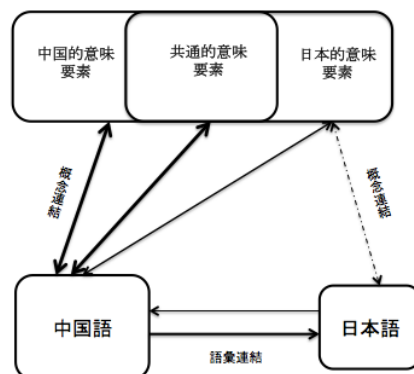 中国的意味
要素
共通的意味
要素
日本的意味
要素
概念連結
概念連結
中国語
日本語
語彙連結